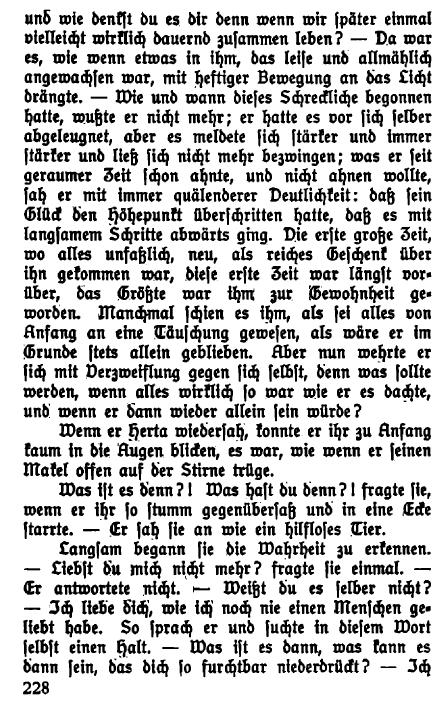 und wie denkst du es dir denn wenn wir später einmal
vielleicht wirklich dauernd zusammen leben? — Da war
es, wie wenn etwas in ihm, das leise und allmählich
angewachsen war, mit heftiger Bewegung an das Licht
drängte. — Wie und wann dieses Schreckliche begonnen
hatte, wußte er nicht mehr; er hatte es vor sich selber
abgeleugnet, aber es meldete sich stärker und immer
stärker und ließ sich nicht mehr bezwingen; was er seit
geraumer Zeit schon ahnte, und nicht ahnen wollte,
sah er mit immer quälenderer Deutlichkeit: daß sein
Glück den Höhepunkt überschritten hatte, daß es mit
langsamem Schritte abwärts ging. Die erste große Zeit,
wo alles unfaßlich, neu, als reiches Geschenk über
ihn gekommen war, diese erste Zeit war längst vor-
über, das Größte war ihm zur Gewohnheit ge-
worden. Manchmal schien es ihm, als sei alles von
Anfang an eine Täuschung gewesen, als wäre er im
Grunde stets allein geblieben. Aber nun wehrte er
sich mit Verzweiflung gegen sich selbst, denn was sollte
werden, wenn alles wirklich so war wie er es dachte,
und wenn er dann wieder allein sein würde?
Wenn er Herta wiedersah, konnte er ihr zu Anfang
kaum in die Augen blicken, es war, wie wenn er seinen
Makel offen auf der Stirne trüge.
Was ist es denn?! Was hast du denn?! fragte sie,
wenn er ihr so stumm gegenübersaß und in eine Ecke
starrte. — Er sah sie an wie ein hilfloses Tier.
Langsam begann sie die Wahrheit zu erkennen.
— Liebst du mich nicht mehr? fragte sie einmal. —
Er antwortete nicht. — Weißt du es selber nicht?
— Ich liebe dich, wie ich noch nie einen Menschen ge-
liebt habe. So sprach er und suchte in diesem Wort
selbst einen Halt. — Was ist es dann, was kann es
dann sein, das dich so furchtbar niederdrückt? — Ich
228